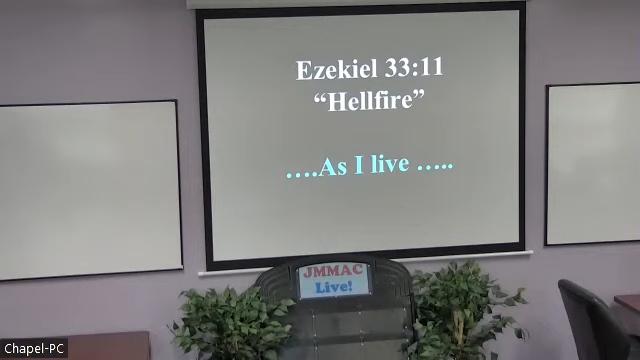 Ezekiel 33:11
“Hellfire”
….As I live …..
JMMAC
Live!
Chapel-PC